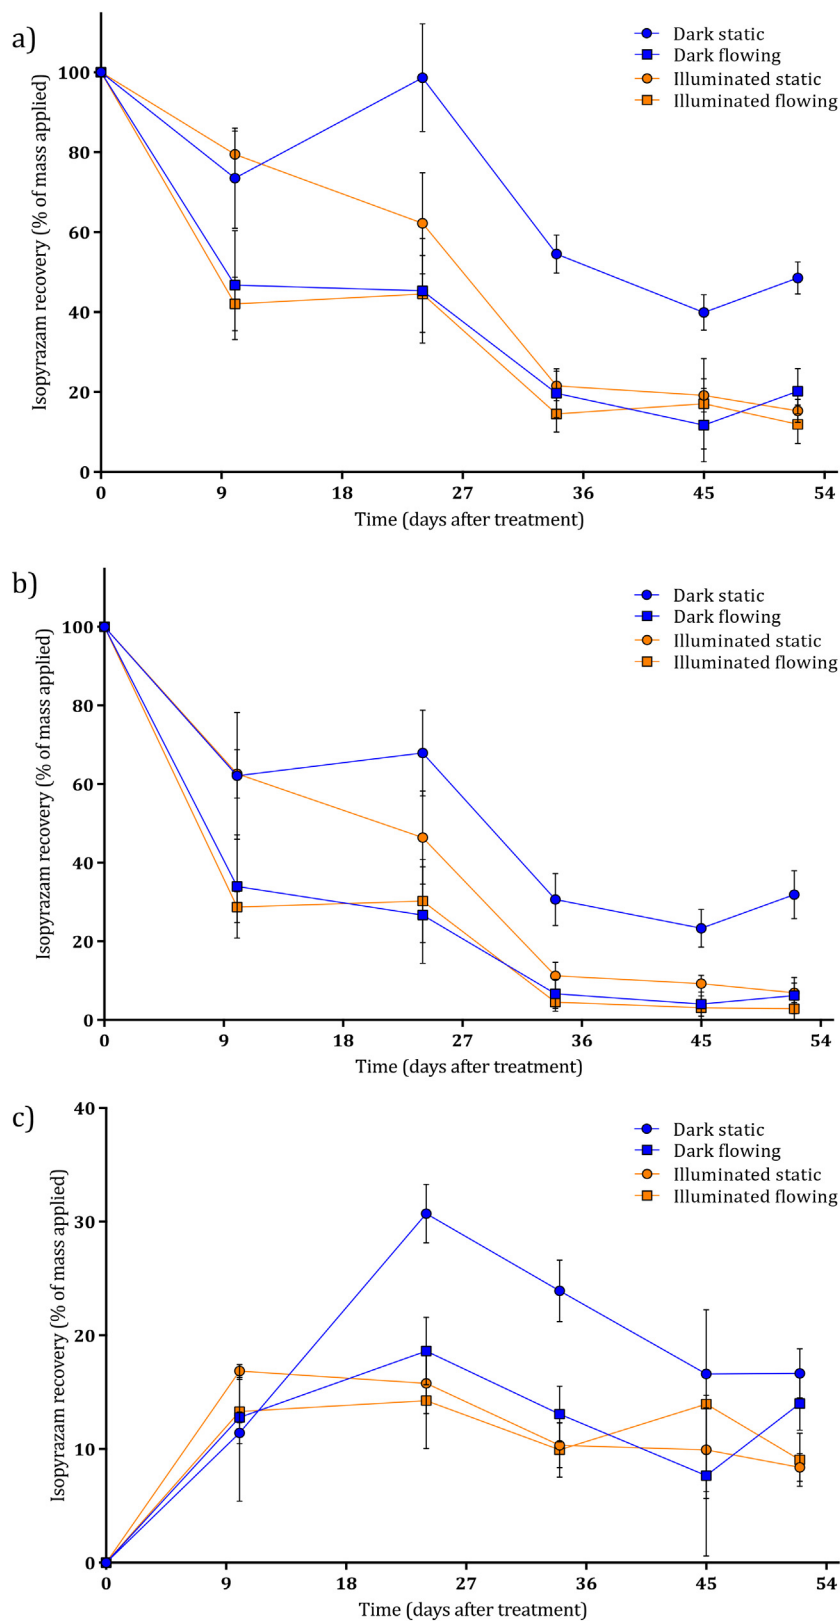 a)
Isopyrazam recovery (% of mass applied)
100
80
60
40
20
0
0 9 18 27 36 45 54
Time (days after treatment)
Dark static
Dark flowing
Illuminated static
Illuminated flowing
b)
Isopyrazam recovery (% of mass applied)
100
80
60
40
20
0
0 9 18 27 36 45 54
Time (days after treatment)
Dark static
Dark flowing
Illuminated static
Illuminated flowing
c)
Isopyrazam recovery (% of mass applied)
40
30
20
10
0
0 9 18 27 36 45 54
Time (days after treatment)
Dark static
Dark flowing
Illuminated static
Illuminated flowing